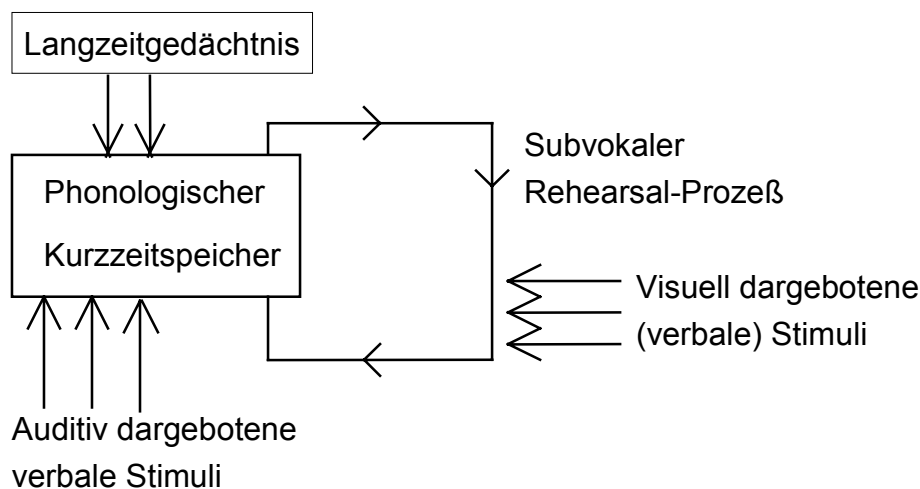 Langzeitgedächtnis
Phonologischer
Kurzzeitspeicher
Subvokaler
Rehearsal-Prozeß
Visuell dargebotene
(verbale) Stimuli
Auditiv dargebotene
verbale Stimuli